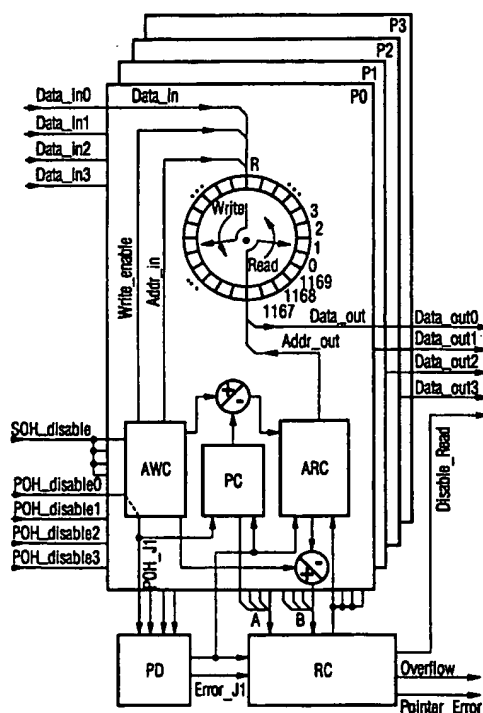 P3
P2
P1
P0
Data_in0
Data_in
Data_in1
Data_in2
Data_in3
R
Write_enable
Addr_in
Write
Read
3
2
1
0
1169
1168
1167
Data_out
Data_out0
Addr_out
Data_out1
Data_out2
Data_out3
Disable_Read
SOH_disable
AWC
+
-
PC
ARC
POH_disable0
POH_disable1
POH_disable2
POH_disable3
POH_J1
+
-
A
B
PD
RC
Error_J1
Overflow
Pointer_Error